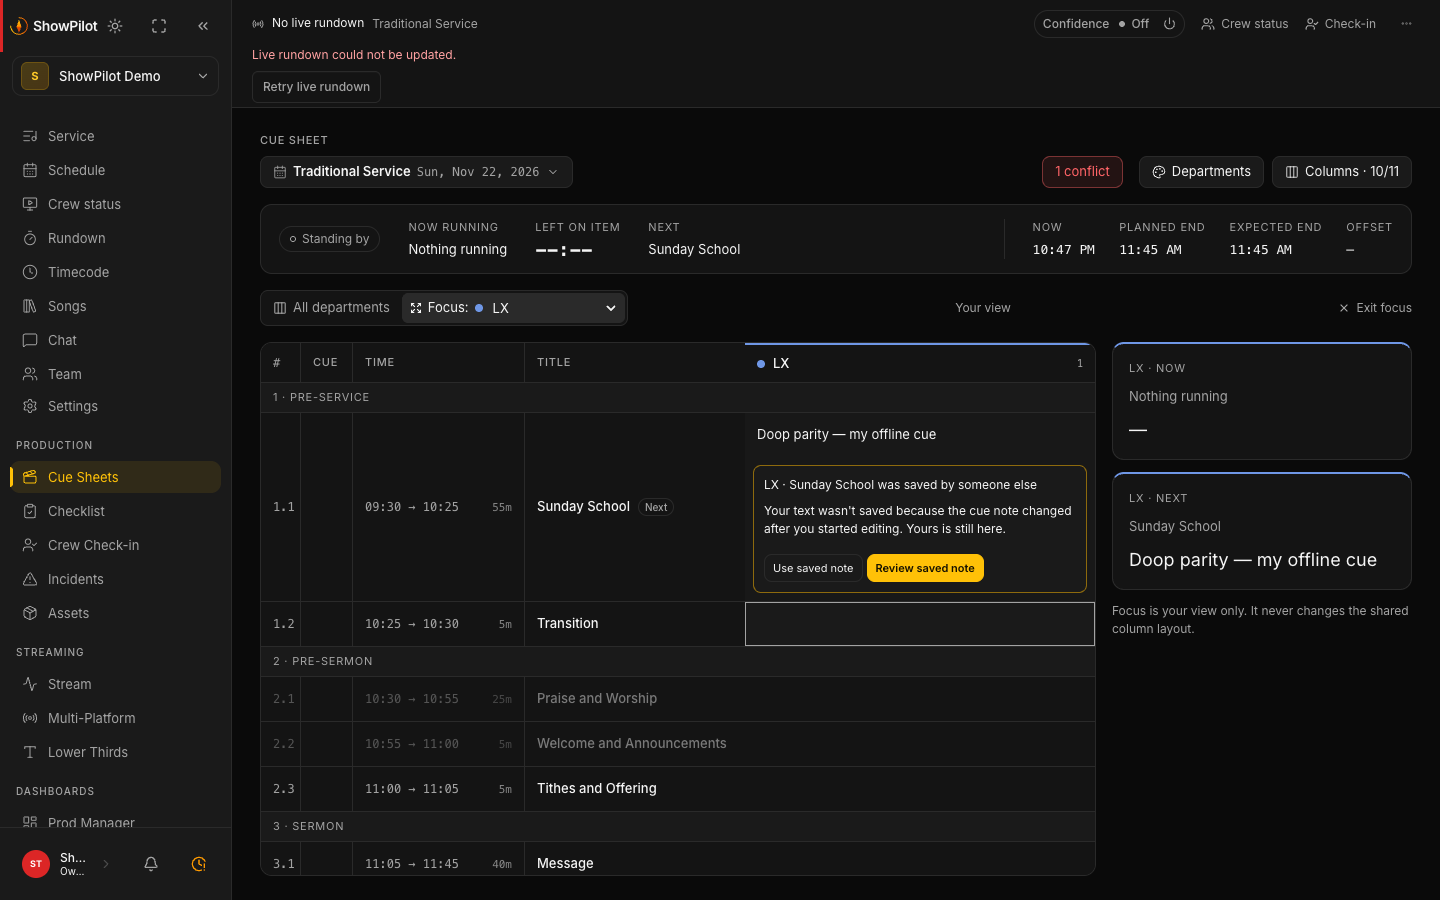 ShowPilot
No live rundown Traditional Service
Confidence • Off
Crew status
Check-in
Live rundown could not be updated.
Retry live rundown
S ShowPilot Demo
Service
Schedule
Crew status
Rundown
Timecode
Songs
Chat
Team
Settings
PRODUCTION
Cue Sheets
Checklist
Crew Check-in
Incidents
Assets
STREAMING
Stream
Multi-Platform
Lower Thirds
DASHBOARDS
Prod Manager
ST Sh...
Ow...
CUE SHEET
Traditional Service Sun, Nov 22, 2026
1 conflict
Departments
Columns · 10/11
Standing by
NOW RUNNING
Nothing running
LEFT ON ITEM
––:––
NEXT
Sunday School
NOW
10:47 PM
PLANNED END
11:45 AM
EXPECTED END
11:45 AM
OFFSET
–
All departments
Focus: LX
Your view
Exit focus
# CUE TIME TITLE LX 1
1 · PRE-SERVICE
1.1 09:30 → 10:25 55m Sunday School Next
Doop parity — my offline cue
LX · Sunday School was saved by someone else
Your text wasn't saved because the cue note changed
after you started editing. Yours is still here.
Use saved note
Review saved note
1.2 10:25 → 10:30 5m Transition
2 · PRE-SERMON
2.1 10:30 → 10:55 25m Praise and Worship
2.2 10:55 → 11:00 5m Welcome and Announcements
2.3 11:00 → 11:05 5m Tithes and Offering
3 · SERMON
3.1 11:05 → 11:45 40m Message
LX · NOW
Nothing running
—
LX · NEXT
Sunday School
Doop parity — my offline cue
Focus is your view only. It never changes the shared
column layout.